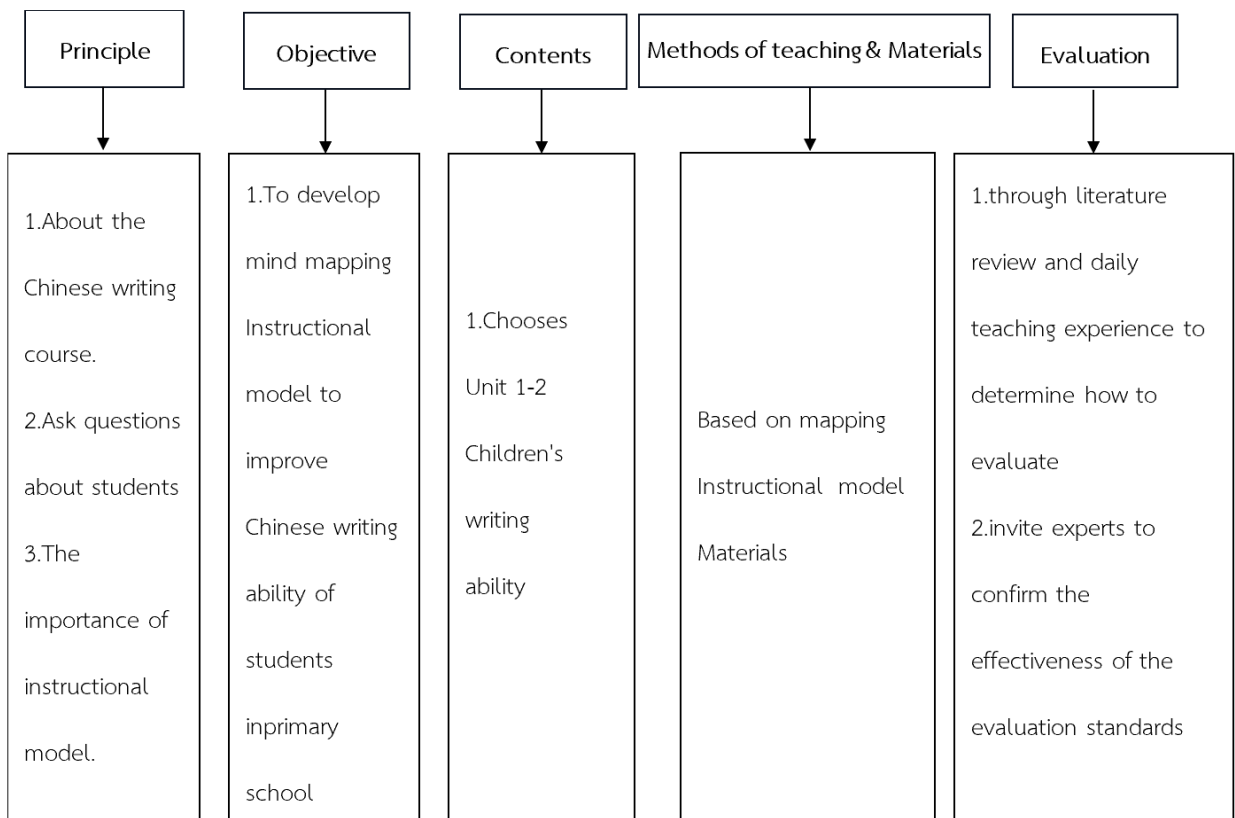 Principle
1.About the
Chinese writing
course.
2.Ask questions
about students
3.The
importance of
instructional
model.
Objective
1.To develop
mind mapping
Instructional
model to
improve
Chinese writing
ability of
students
inprimary
school
Contents
1.Chooses
Unit 1-2
Children's
writing
ability
Methods of teaching & Materials
Based on mapping
Instructional model
Materials
Evaluation
1.through literature
review and daily
teaching experience to
determine how to
evaluate
2.invite experts to
confirm the
effectiveness of the
evaluation standards